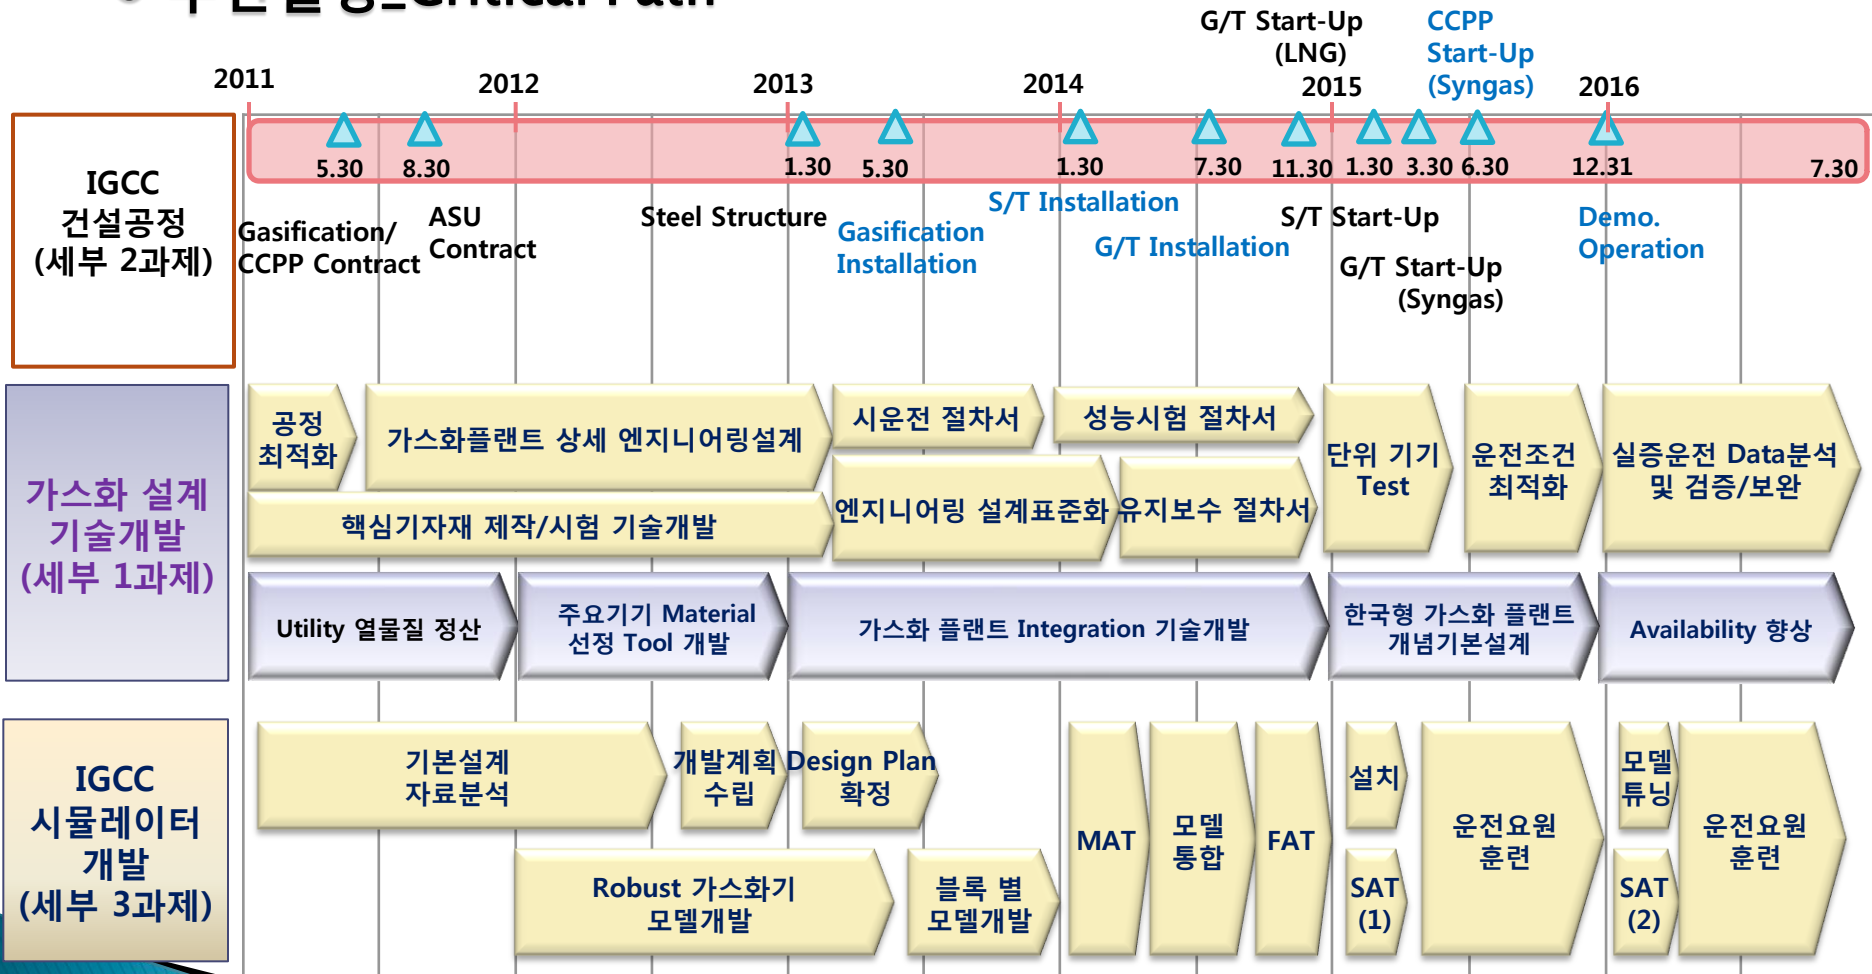 Critical Path
G/T Start-Up
(LNG)
CCPP
Start-Up
(Syngas)
2011
2012
2013
2014
2015
2016
5.30
8.30
1.30
5.30
1.30
7.30
11.30
1.30
3.30
6.30
12.31
7.30
IGCC
건설공정
(세부 2과제)
Gasification/
CCPP Contract
ASU
Contract
Steel Structure
Gasification
Installation
S/T Installation
G/T Installation
S/T Start-Up
G/T Start-Up
(Syngas)
Demo.
Operation
가스화 설계
기술개발
(세부 1과제)
공정
최적화
가스화플랜트 상세 엔지니어링설계
시운전 절차서
성능시험 절차서
핵심기자재 제작/시험 기술개발
엔지니어링 설계표준화
유지보수 절차서
단위 기기
Test
운전조건
최적화
실증운전 Data분석
및 검증/보완
Utility 열물질 정산
주요기기 Material
선정 Tool 개발
가스화 플랜트 Integration 기술개발
한국형 가스화 플랜트
개념기본설계
Availability 향상
IGCC
시뮬레이터
개발
(세부 3과제)
기본설계
자료분석
개발계획
수립
Design Plan
확정
Robust 가스화기
모델개발
블록 별
모델개발
MAT
모델
통합
FAT
설치
SAT
(1)
운전요원
훈련
모델
튜닝
SAT
(2)
운전요원
훈련